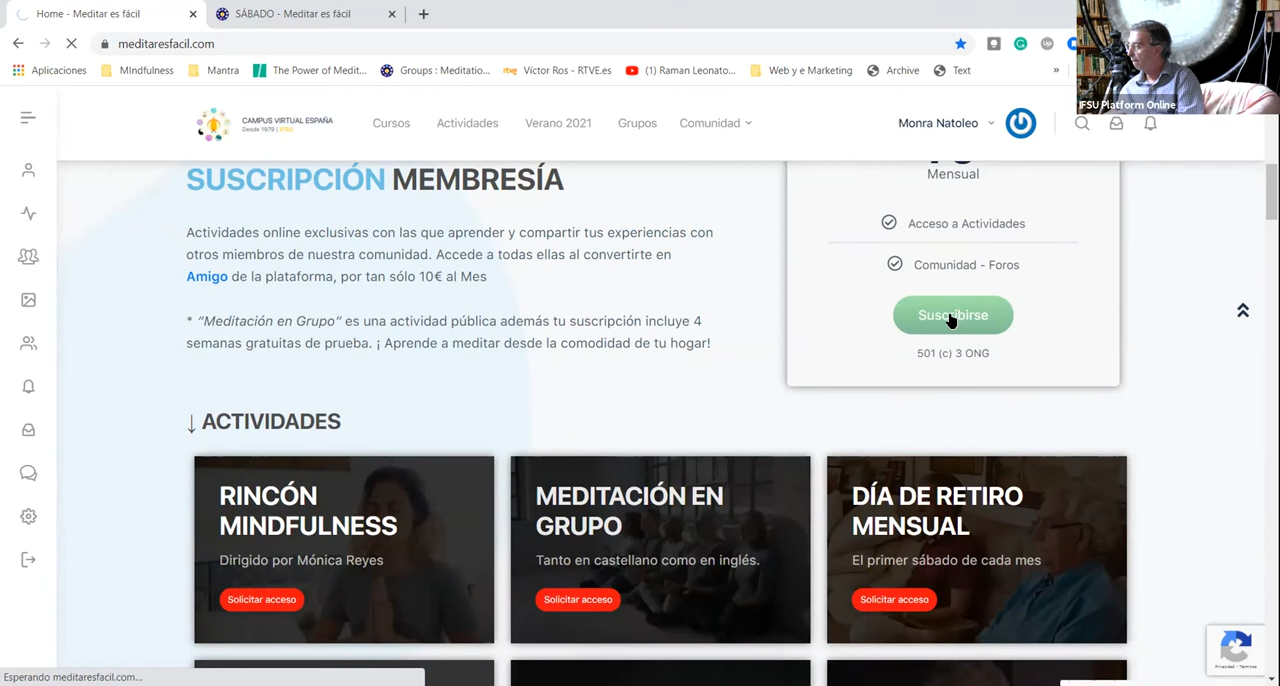 Home - Meditar es fácil
SÁBADO - Meditar es fácil
meditaresfacil.com
Aplicaciones
MIndfulness
Mantra
The Power of Medit...
Groups : Meditatio...
Víctor Ros - RTVE.es
(1) Raman Leonato...
Web y e Marketing
Archive
Text
»
IFSU Platform Online ...
CAMPUS VIRTUAL ESPAÑA
Desde 1979 | IFSU
Cursos
Actividades
Verano 2021
Grupos
Comunidad
Monra Natoleo
SUSCRIPCIÓN MEMBRESÍA
Actividades online exclusivas con las que aprender y compartir tus experiencias con
otros miembros de nuestra comunidad. Accede a todas ellas al convertirte en
Amigo de la plataforma, por tan sólo 10€ al Mes
* “Meditación en Grupo” es una actividad pública además tu suscripción incluye 4
semanas gratuitas de prueba. ¡ Aprende a meditar desde la comodidad de tu hogar!
Mensual
Acceso a Actividades
Comunidad - Foros
Suscribirse
501 (c) 3 ONG
↓ ACTIVIDADES
RINCÓN
MINDFULNESS
Dirigido por Mónica Reyes
Solicitar acceso
MEDITACIÓN EN
GRUPO
Tanto en castellano como en inglés.
Solicitar acceso
DÍA DE RETIRO
MENSUAL
El primer sábado de cada mes
Solicitar acceso
Privacidad - Términos
Esperando meditaresfacil.com...